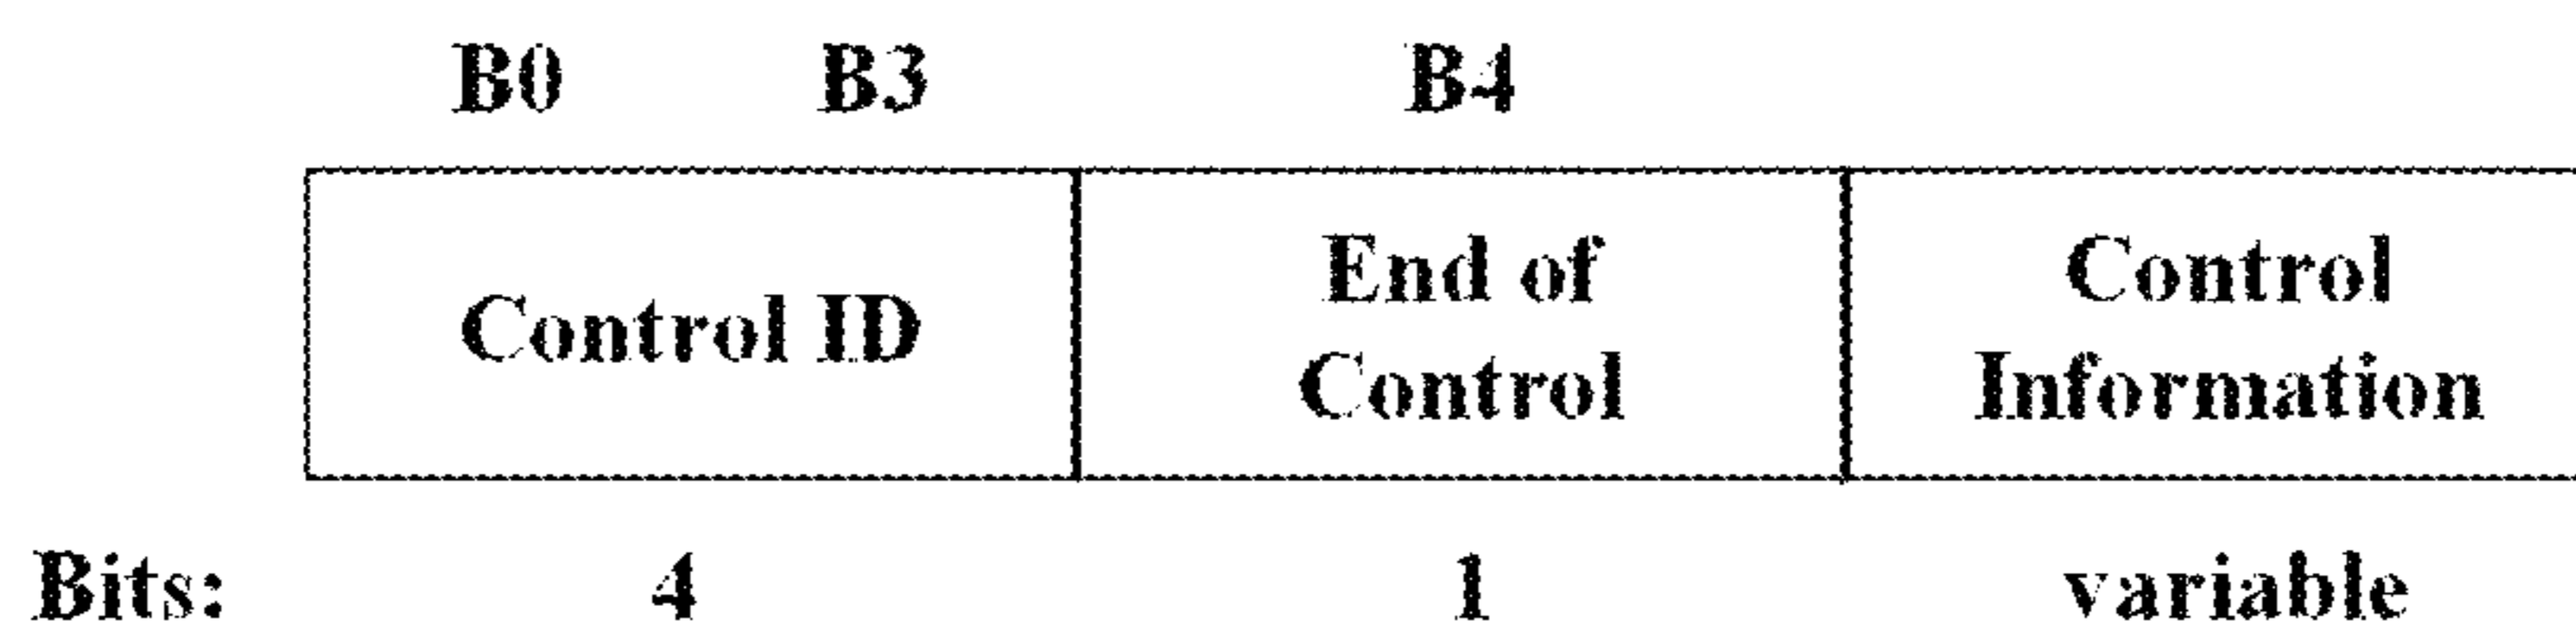 B0 B3 B4
Control ID
End of
Control
Control
Information
Bits: 4 1 variable